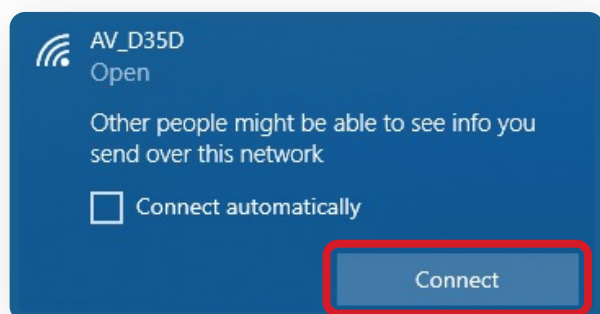 AV_D35D
Open
Other people might be able to see info you
send over this network
Connect automatically
Connect